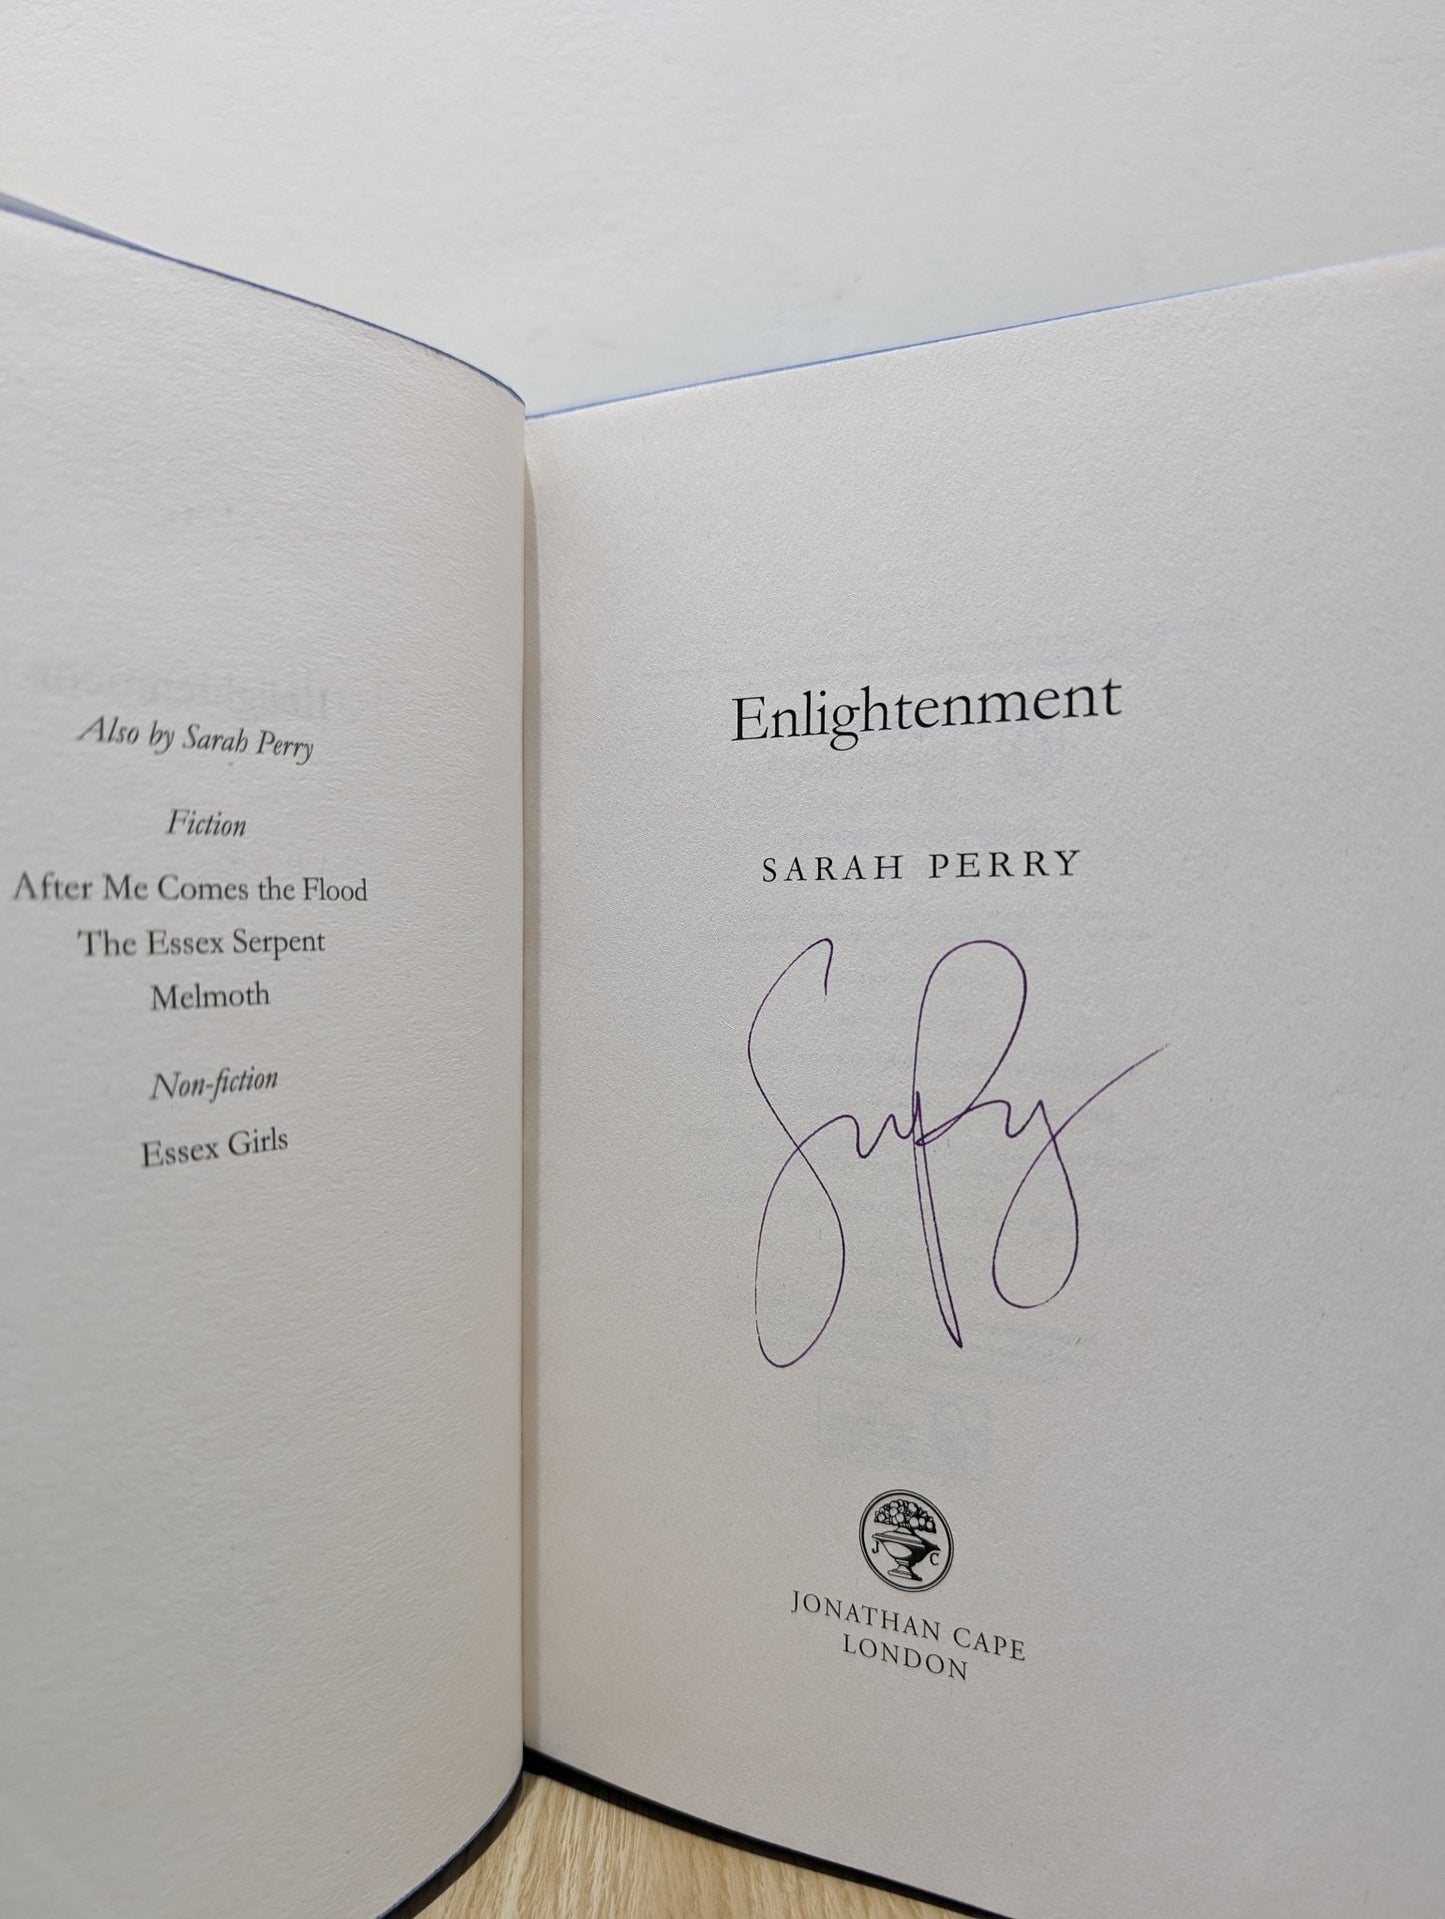 Also by Sarah Perry
Fiction
After Me Comes the Flood
The Essex Serpent
Melmoth
Non-fiction
Essex Girls
Enlightenment
SARAH PERRY
J C
JONATHAN CAPE
LONDON